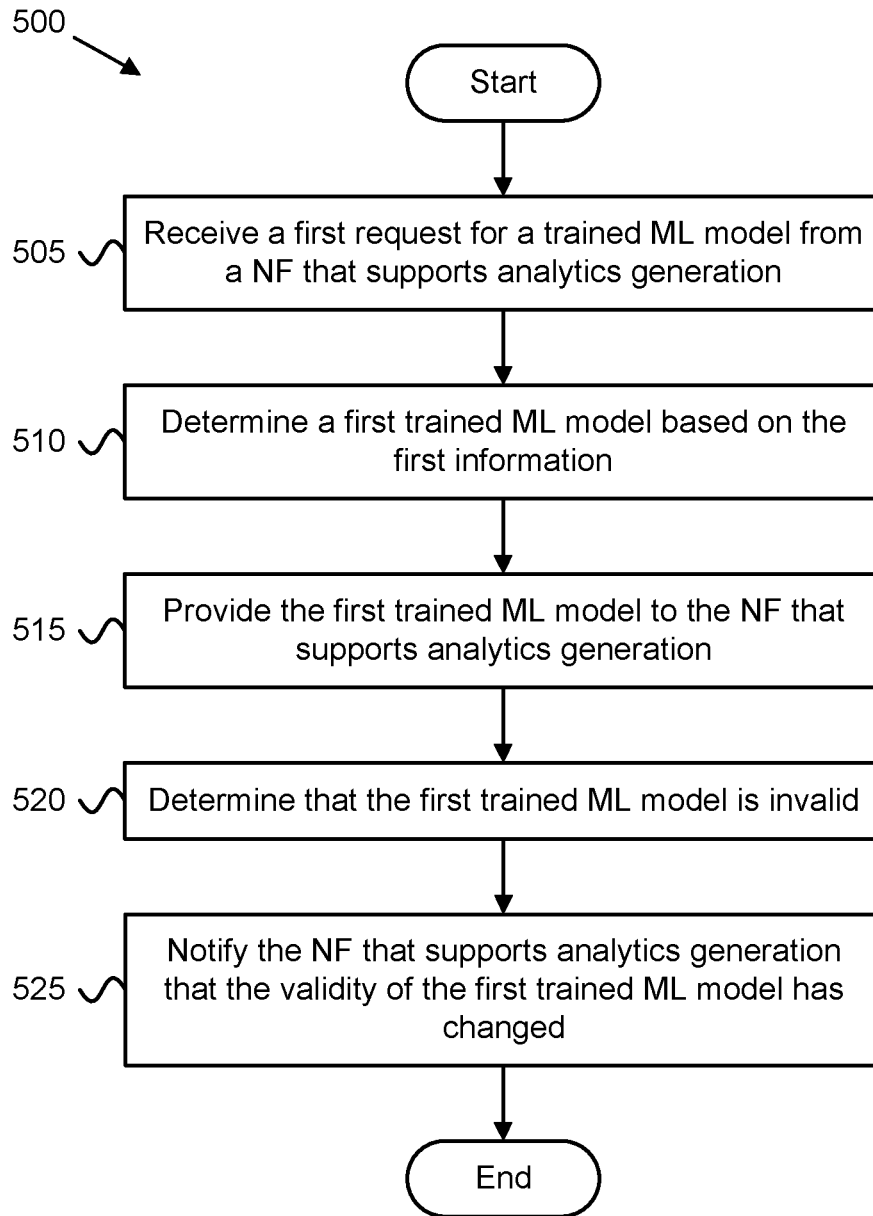 500
Start
505
Receive a first request for a trained ML model from
a NF that supports analytics generation
510
Determine a first trained ML model based on the
first information
515
Provide the first trained ML model to the NF that
supports analytics generation
520
Determine that the first trained ML model is invalid
525
Notify the NF that supports analytics generation
that the validity of the first trained ML model has
changed
End